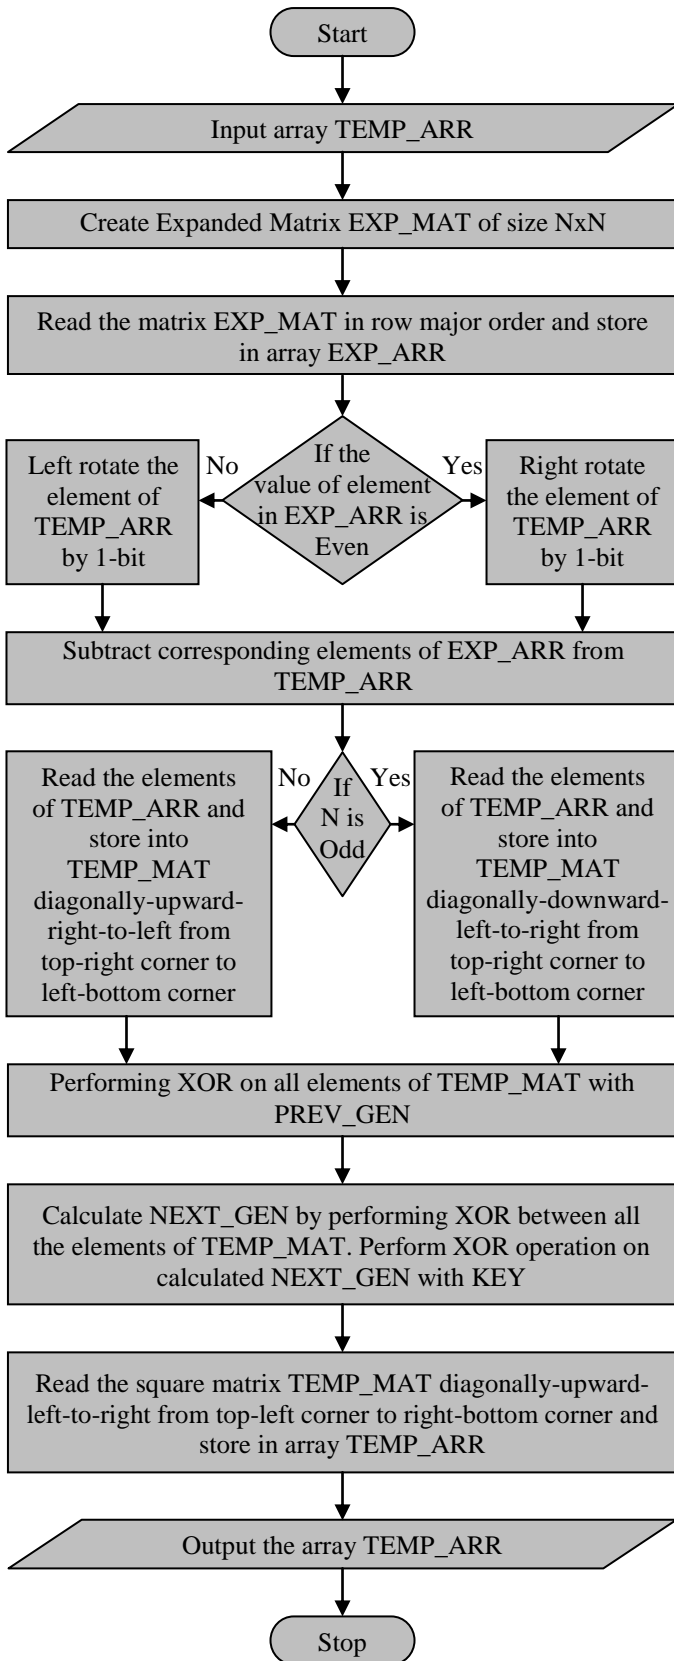 Start
Input array TEMP_ARR
Create Expanded Matrix EXP_MAT of size NxN
Read the matrix EXP_MAT in row major order and store
in array EXP_ARR
Left rotate the
element of
TEMP_ARR
by 1-bit
No
If the
value of element
in EXP_ARR is
Even
Yes
Right rotate
the element of
TEMP_ARR
by 1-bit
Subtract corresponding elements of EXP_ARR from
TEMP_ARR
Read the elements
of TEMP_ARR and
store into
TEMP_MAT
diagonally-upward-
right-to-left from
top-right corner to
left-bottom corner
No
If
N is
Odd
Yes
Read the elements
of TEMP_ARR and
store into
TEMP_MAT
diagonally-downward-
left-to-right from
top-right corner to
left-bottom corner
Performing XOR on all elements of TEMP_MAT with
PREV_GEN
Calculate NEXT_GEN by performing XOR between all
the elements of TEMP_MAT. Perform XOR operation on
calculated NEXT_GEN with KEY
Read the square matrix TEMP_MAT diagonally-upward-
left-to-right from top-left corner to right-bottom corner and
store in array TEMP_ARR
Output the array TEMP_ARR
Stop